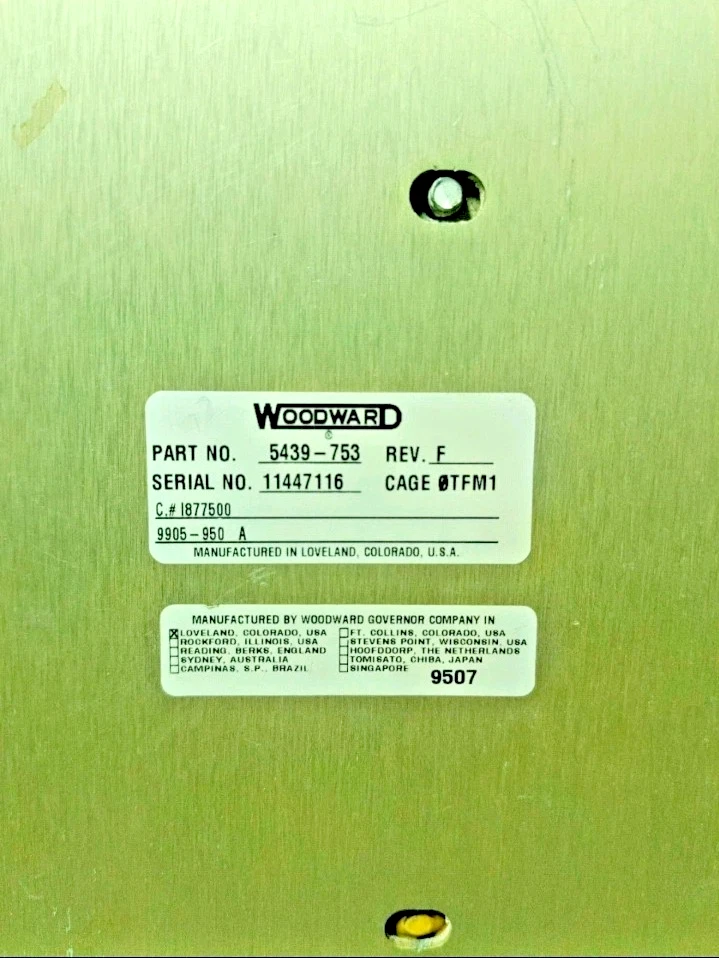 WOODWARD
®
PART NO. 5439-753 REV. F
SERIAL NO. 11447116 CAGE ØTFM1
C.# I877500
9905-950 A
MANUFACTURED IN LOVELAND, COLORADO, U.S.A.
MANUFACTURED BY WOODWARD GOVERNOR COMPANY IN
LOVELAND, COLORADO, USA FT. COLLINS, COLORADO, USA
ROCKFORD, ILLINOIS, USA STEVENS POINT, WISCONSIN, USA
READING, BERKS, ENGLAND HOOFDDORP, THE NETHERLANDS
SYDNEY, AUSTRALIA TOMISATO, CHIBA, JAPAN
CAMPINAS, S.P., BRAZIL SINGAPORE
9507